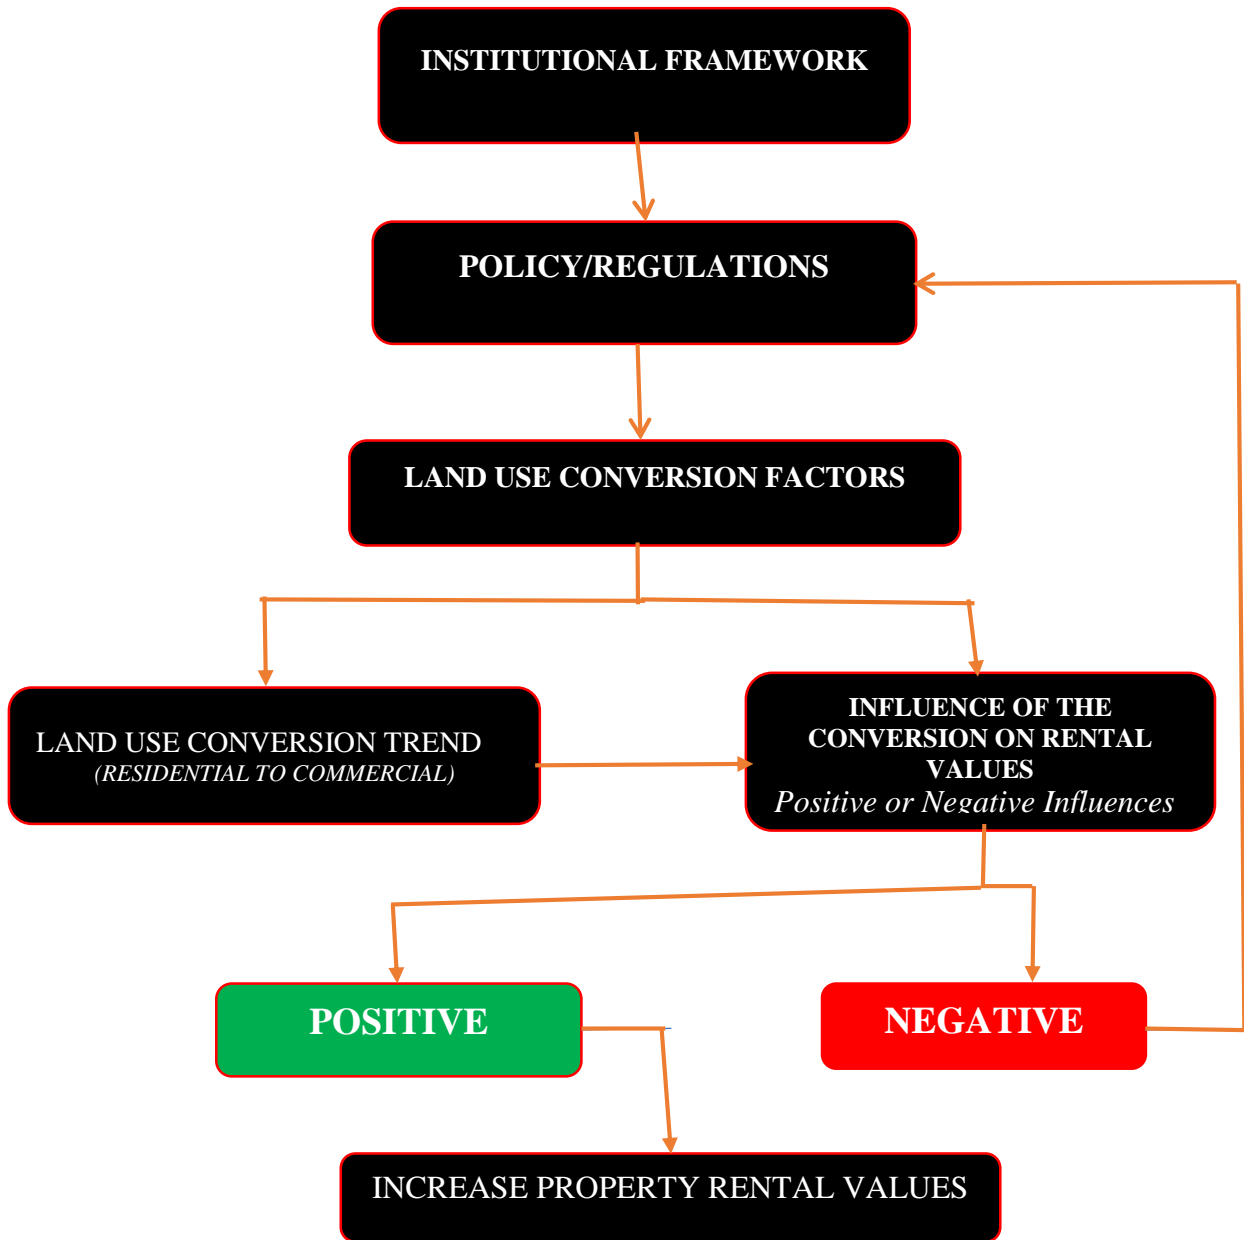 INSTITUTIONAL FRAMEWORK
POLICY/REGULATIONS
LAND USE CONVERSION FACTORS
LAND USE CONVERSION TREND
(RESIDENTIAL TO COMMERCIAL)
INFLUENCE OF THE
CONVERSION ON RENTAL
VALUES
Positive or Negative Influences
POSITIVE
NEGATIVE
INCREASE PROPERTY RENTAL VALUES